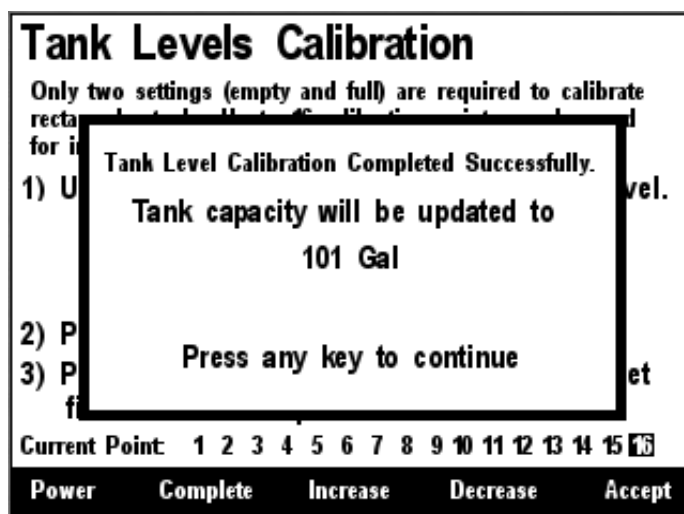 Tank Levels Calibration
Only two settings (empty and full) are required to calibrate
for
Tank Level Calibration Completed Successfully.
1)
Tank capacity will be updated to
101 Gal
2)
Press any key to continue
3)
Current Point: 1 2 3 4 5 6 7 8 9 10 11 12 13 14 15 16
Power Complete Increase Decrease Accept